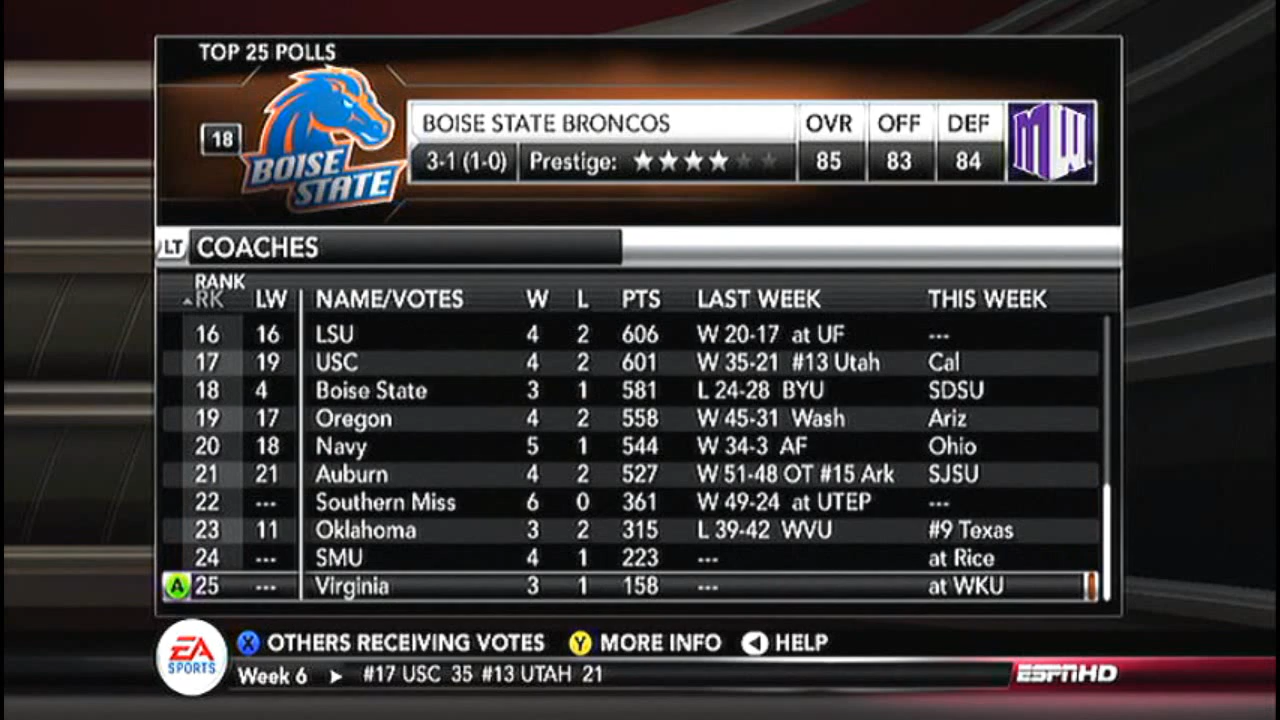 TOP 25 POLLS
18
BOISE STATE
BOISE STATE BRONCOS OVR OFF DEF MW
3-1 (1-0) Prestige: ★★★★★★ 85 83 84
LT COACHES
RANK
RK LW NAME/VOTES W L PTS LAST WEEK THIS WEEK
16 16 LSU 4 2 606 W 20-17 at UF ---
17 19 USC 4 2 601 W 35-21 #13 Utah Cal
18 4 Boise State 3 1 581 L 24-28 BYU SDSU
19 17 Oregon 4 2 558 W 45-31 Wash Ariz
20 18 Navy 5 1 544 W 34-3 AF Ohio
21 21 Auburn 4 2 527 W 51-48 OT #15 Ark SJSU
22 --- Southern Miss 6 0 361 W 49-24 at UTEP ---
23 11 Oklahoma 3 2 315 L 39-42 WVU #9 Texas
24 --- SMU 4 1 223 --- at Rice
A 25 --- Virginia 3 1 158 --- at WKU
EA SPORTS X OTHERS RECEIVING VOTES Y MORE INFO HELP
Week 6 #17 USC 35 #13 UTAH 21 ESPNHD